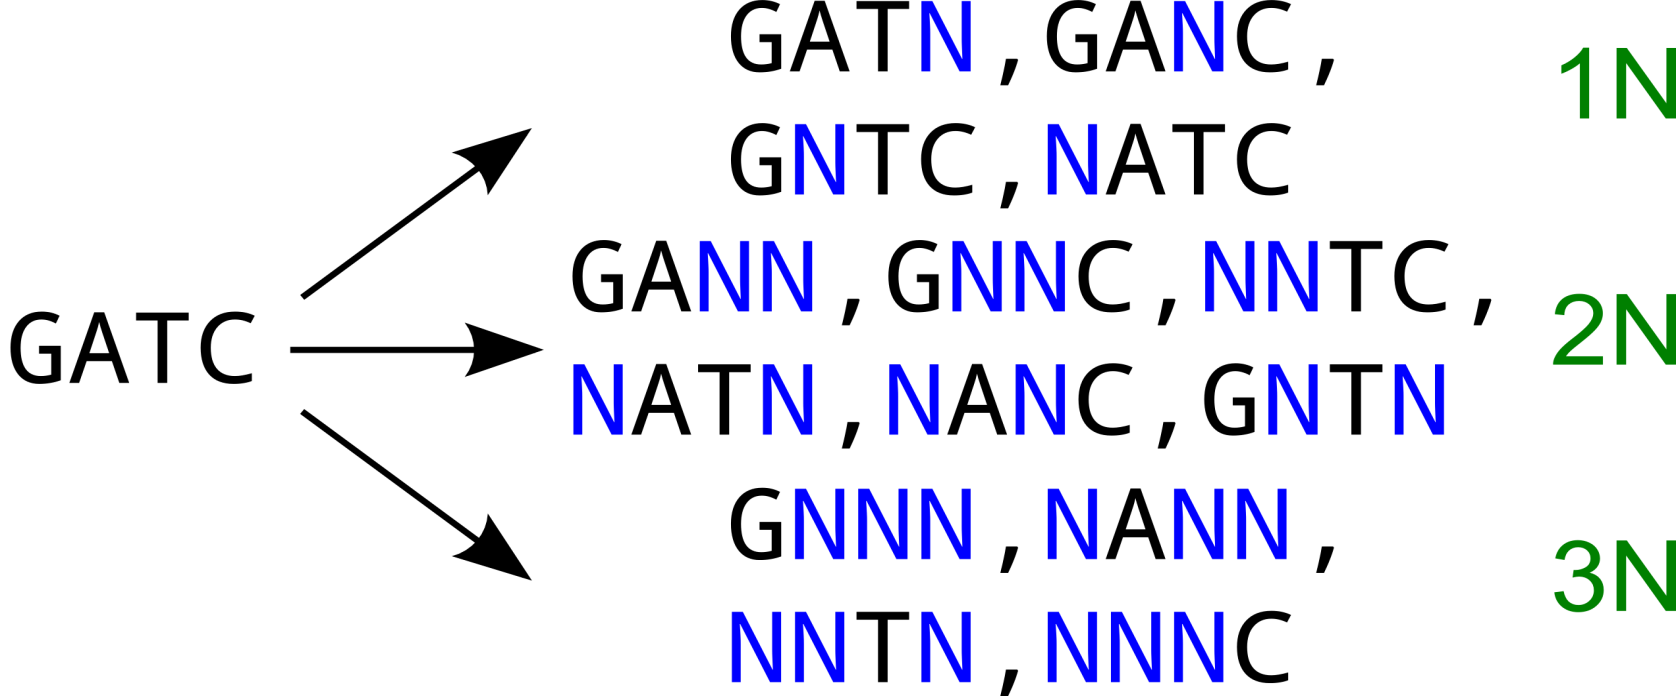 GATN,GANC,
GNTC,NATC
1N
GATC
GANN,GNNC,NNTC,
NATN,NANC,GNTN
2N
GNNN,NANN,
NNTN,NNNC
3N